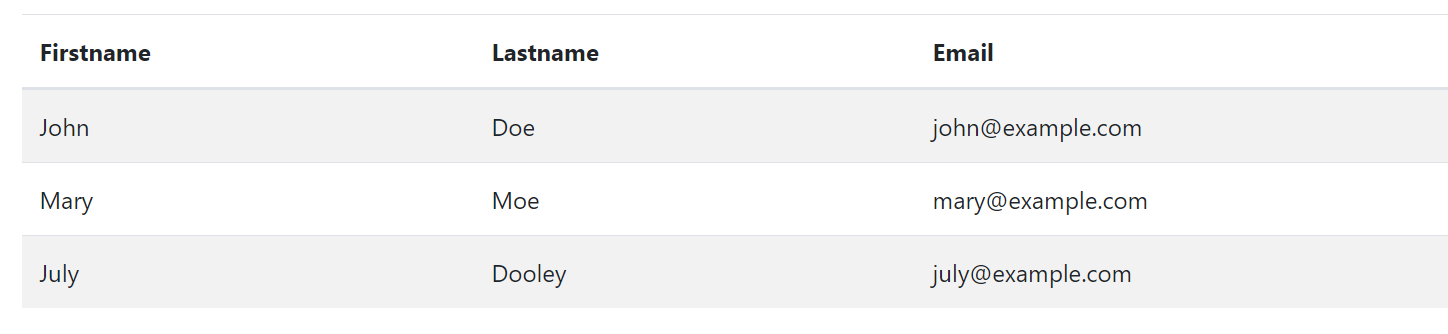 Firstname Lastname Email
John Doe john@example.com
Mary Moe mary@example.com
July Dooley july@example.com